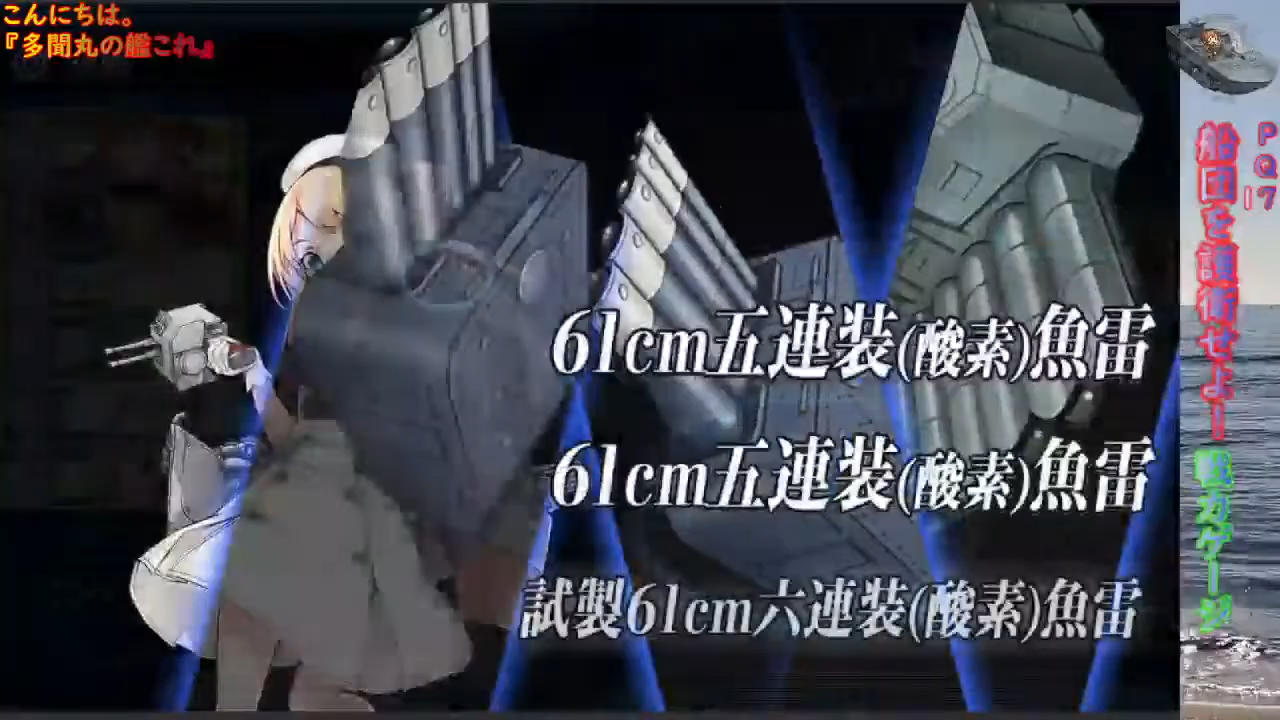 こんにちは。
『多聞丸の艦これ』
61cm五連装(酸素)魚雷
61cm五連装(酸素)魚雷
試製61cm六連装(酸素)魚雷
PQ17
船団を護衛せよー
戦力ゲージ